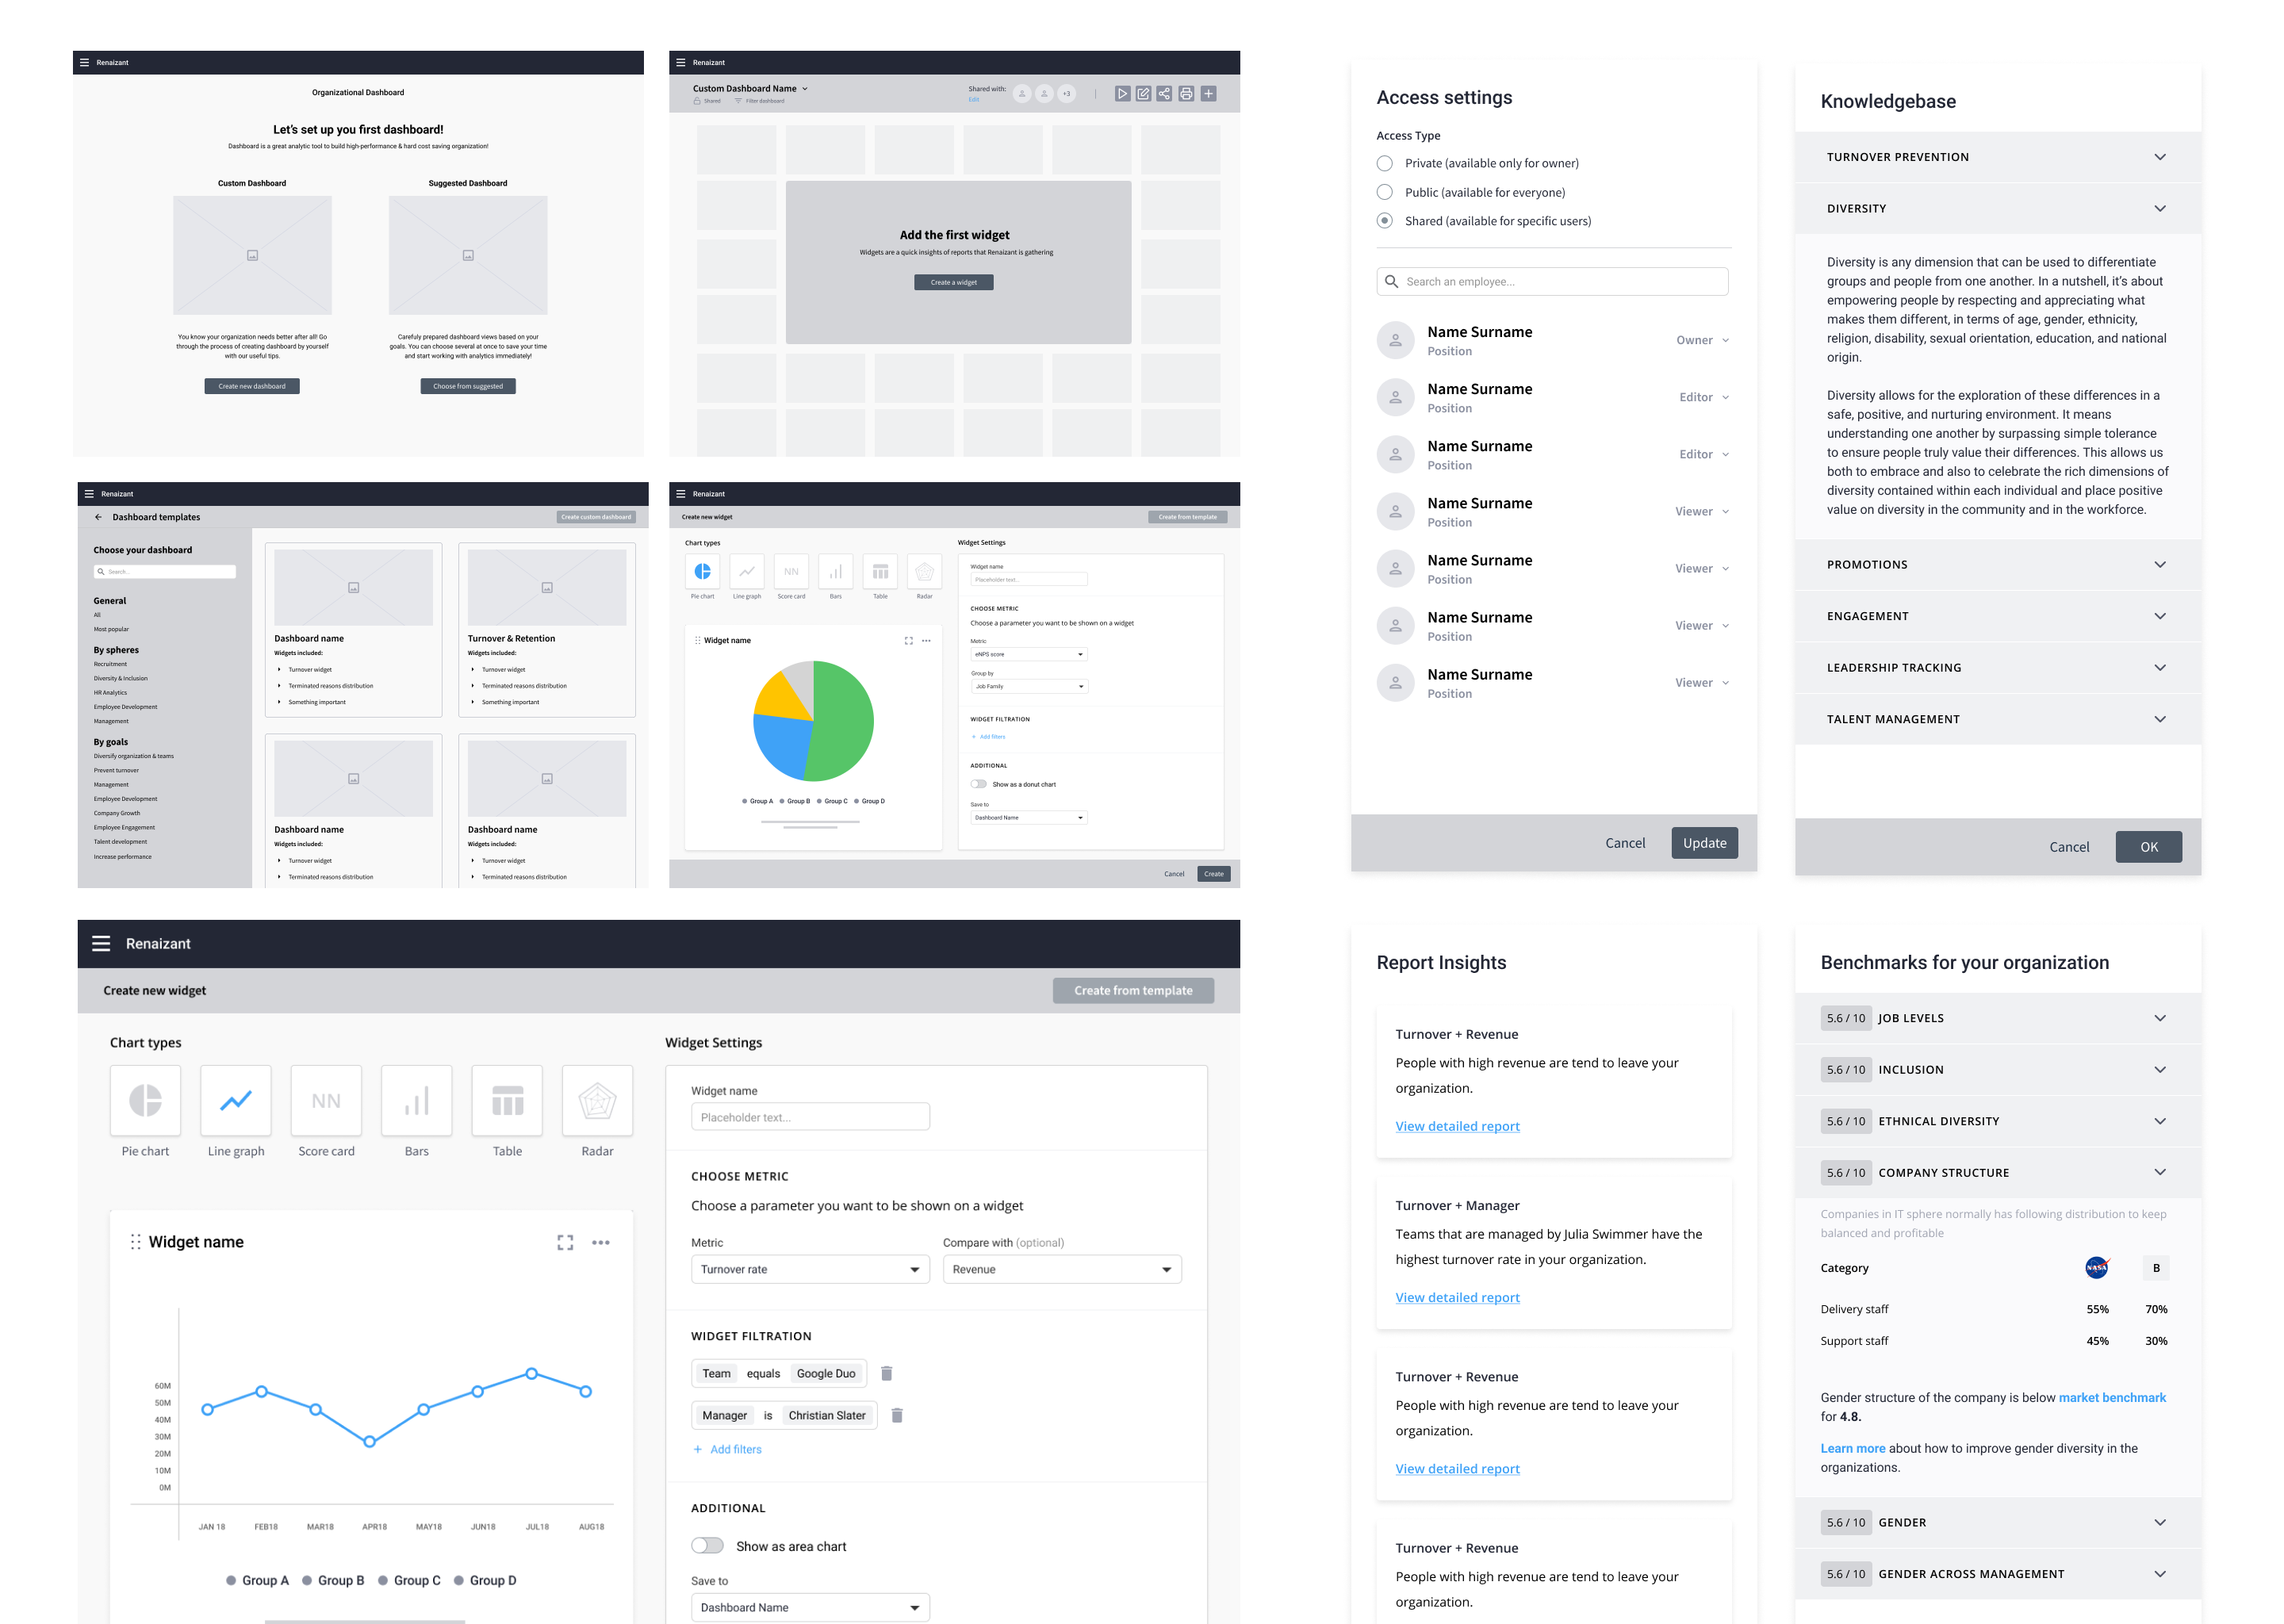 Renaizant
Organizational Dashboard
Let's set up you first dashboard!
Dashboard is a great analytic tool to build high-performance & hard cost saving organization!
Custom Dashboard
You know your organization needs better after all! Go
through the process of creating dashboard by yourself
with our useful tips.
Create new dashboard
Suggested Dashboard
Carefuly prepared dashboard views based on your
goals. You can choose several at once to save your time
and start working with analytics immediately!
Choose from suggested
Renaizant
Custom Dashboard Name
Shared
Filter dashboard
Shared with:
Edit
+3
Add the first widget
Widgets are a quick insights of reports that Renaizant is gathering
Create a widget
Renaizant
Dashboard templates
Create custom dashboard
Choose your dashboard
Search...
General
All
Most popular
By spheres
Recruitment
Diversity & Inclusion
HR Analytics
Employee Development
Management
By goals
Diversify organization & teams
Prevent turnover
Management
Employee Development
Company Growth
Employee Engagement
Talent development
Increase performance
Dashboard name
Widgets included:
Turnover widget
Terminated reasons distribution
Something important
Turnover & Retention
Widgets included:
Turnover widget
Terminated reasons distribution
Something important
Dashboard name
Widgets included:
Turnover widget
Terminated reasons distribution
Dashboard name
Widgets included:
Turnover widget
Terminated reasons distribution
Renaizant
Create new widget
Create from template
Chart types
NN
Pie chart
Line graph
Score card
Bars
Table
Radar
Widget name
Group A
Group B
Group C
Group D
Widget Settings
Widget name
Placeholder text...
CHOOSE METRIC
Choose a parameter you want to be shown on a widget
Metric
eNPS score
Group by
Job Family
WIDGET FILTRATION
+ Add filters
ADDITIONAL
Show as a donut chart
Save to
Dashboard Name
Cancel
Create
Renaizant
Create new widget
Create from template
Chart types
NN
Pie chart
Line graph
Score card
Bars
Table
Radar
Widget name
60M
50M
40M
30M
20M
10M
0M
JAN 18
FEB18
MAR18
APR18
MAY18
JUN18
JUL18
AUG18
Group A
Group B
Group C
Group D
Widget Settings
Widget name
Placeholder text...
CHOOSE METRIC
Choose a parameter you want to be shown on a widget
Metric
Turnover rate
Compare with (optional)
Revenue
WIDGET FILTRATION
Team equals Google Duo
Manager is Christian Slater
+ Add filters
ADDITIONAL
Show as area chart
Save to
Dashboard Name
Access settings
Access Type
Private (available only for owner)
Public (available for everyone)
Shared (available for specific users)
Search an employee...
Name Surname
Position
Owner
Name Surname
Position
Editor
Name Surname
Position
Editor
Name Surname
Position
Viewer
Name Surname
Position
Viewer
Name Surname
Position
Viewer
Name Surname
Position
Viewer
Cancel
Update
Knowledgebase
TURNOVER PREVENTION
DIVERSITY
Diversity is any dimension that can be used to differentiate
groups and people from one another. In a nutshell, it's about
empowering people by respecting and appreciating what
makes them different, in terms of age, gender, ethnicity,
religion, disability, sexual orientation, education, and national
origin.
Diversity allows for the exploration of these differences in a
safe, positive, and nurturing environment. It means
understanding one another by surpassing simple tolerance
to ensure people truly value their differences. This allows us
both to embrace and also to celebrate the rich dimensions of
diversity contained within each individual and place positive
value on diversity in the community and in the workforce.
PROMOTIONS
ENGAGEMENT
LEADERSHIP TRACKING
TALENT MANAGEMENT
Cancel
OK
Report Insights
Turnover + Revenue
People with high revenue are tend to leave your
organization.
View detailed report
Turnover + Manager
Teams that are managed by Julia Swimmer have the
highest turnover rate in your organization.
View detailed report
Turnover + Revenue
People with high revenue are tend to leave your
organization.
View detailed report
Turnover + Revenue
People with high revenue are tend to leave your
organization.
Benchmarks for your organization
5.6 / 10 JOB LEVELS
5.6 / 10 INCLUSION
5.6 / 10 ETHNICAL DIVERSITY
5.6 / 10 COMPANY STRUCTURE
Companies in IT sphere normally has following distribution to keep
balanced and profitable
Category NASA B
Delivery staff 55% 70%
Support staff 45% 30%
Gender structure of the company is below market benchmark
for 4.8.
Learn more about how to improve gender diversity in the
organizations.
5.6 / 10 GENDER
5.6 / 10 GENDER ACROSS MANAGEMENT